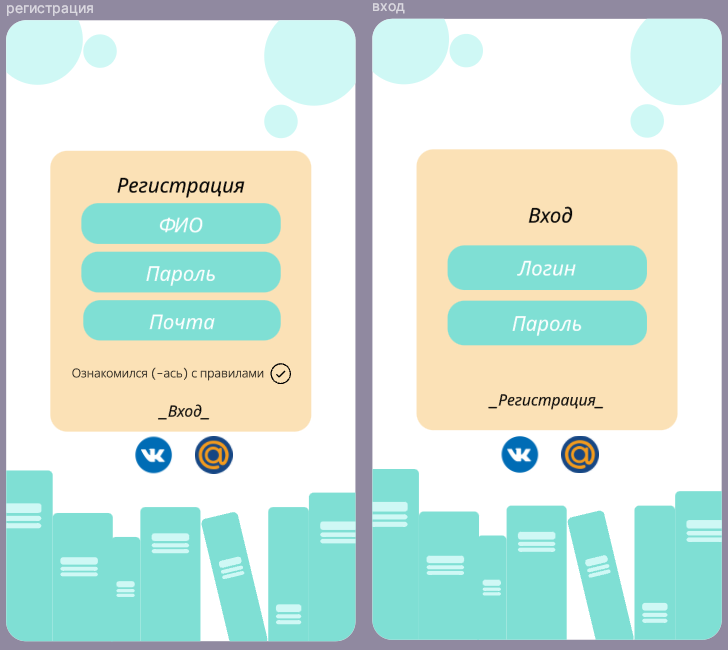 регистрация
Регистрация
ФИО
Пароль
Почта
Ознакомился (-ась) с правилами
_Вход_
вход
Вход
Логин
Пароль
_Регистрация_